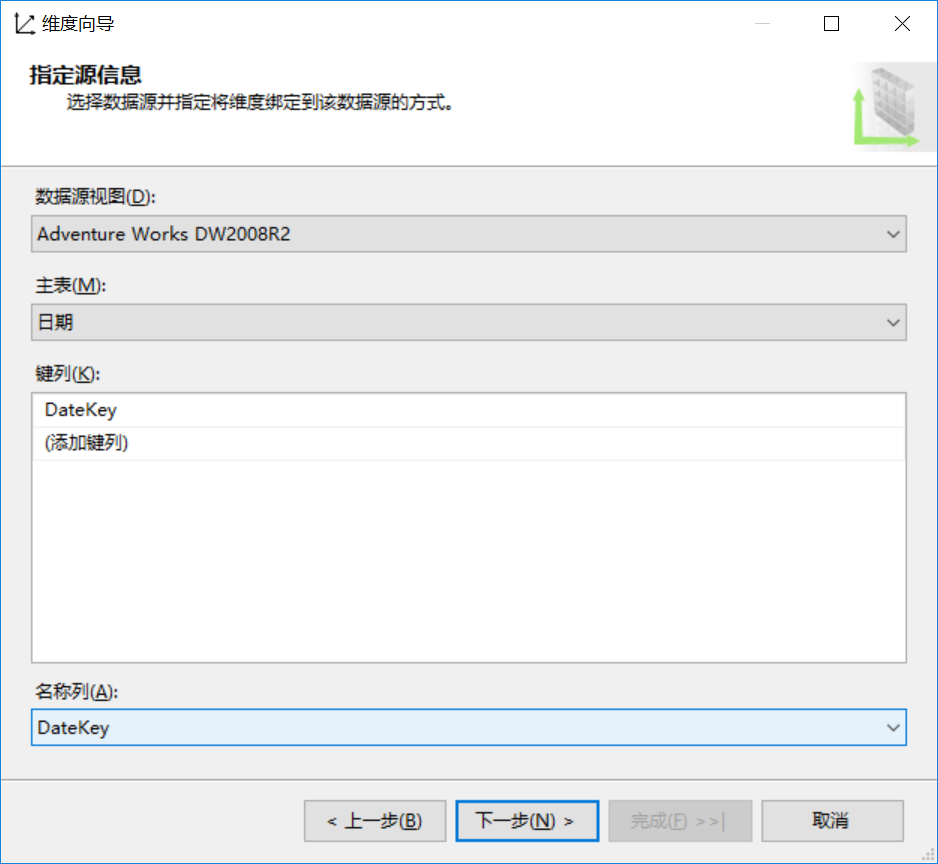 维度向导
指定源信息
选择数据源并指定将维度绑定到该数据源的方式。
数据源视图(D):
Adventure Works DW2008R2
主表(M):
日期
键列(K):
DateKey
(添加键列)
名称列(A):
DateKey
< 上一步(B)
下一步(N) >
完成(F) >>|
取消